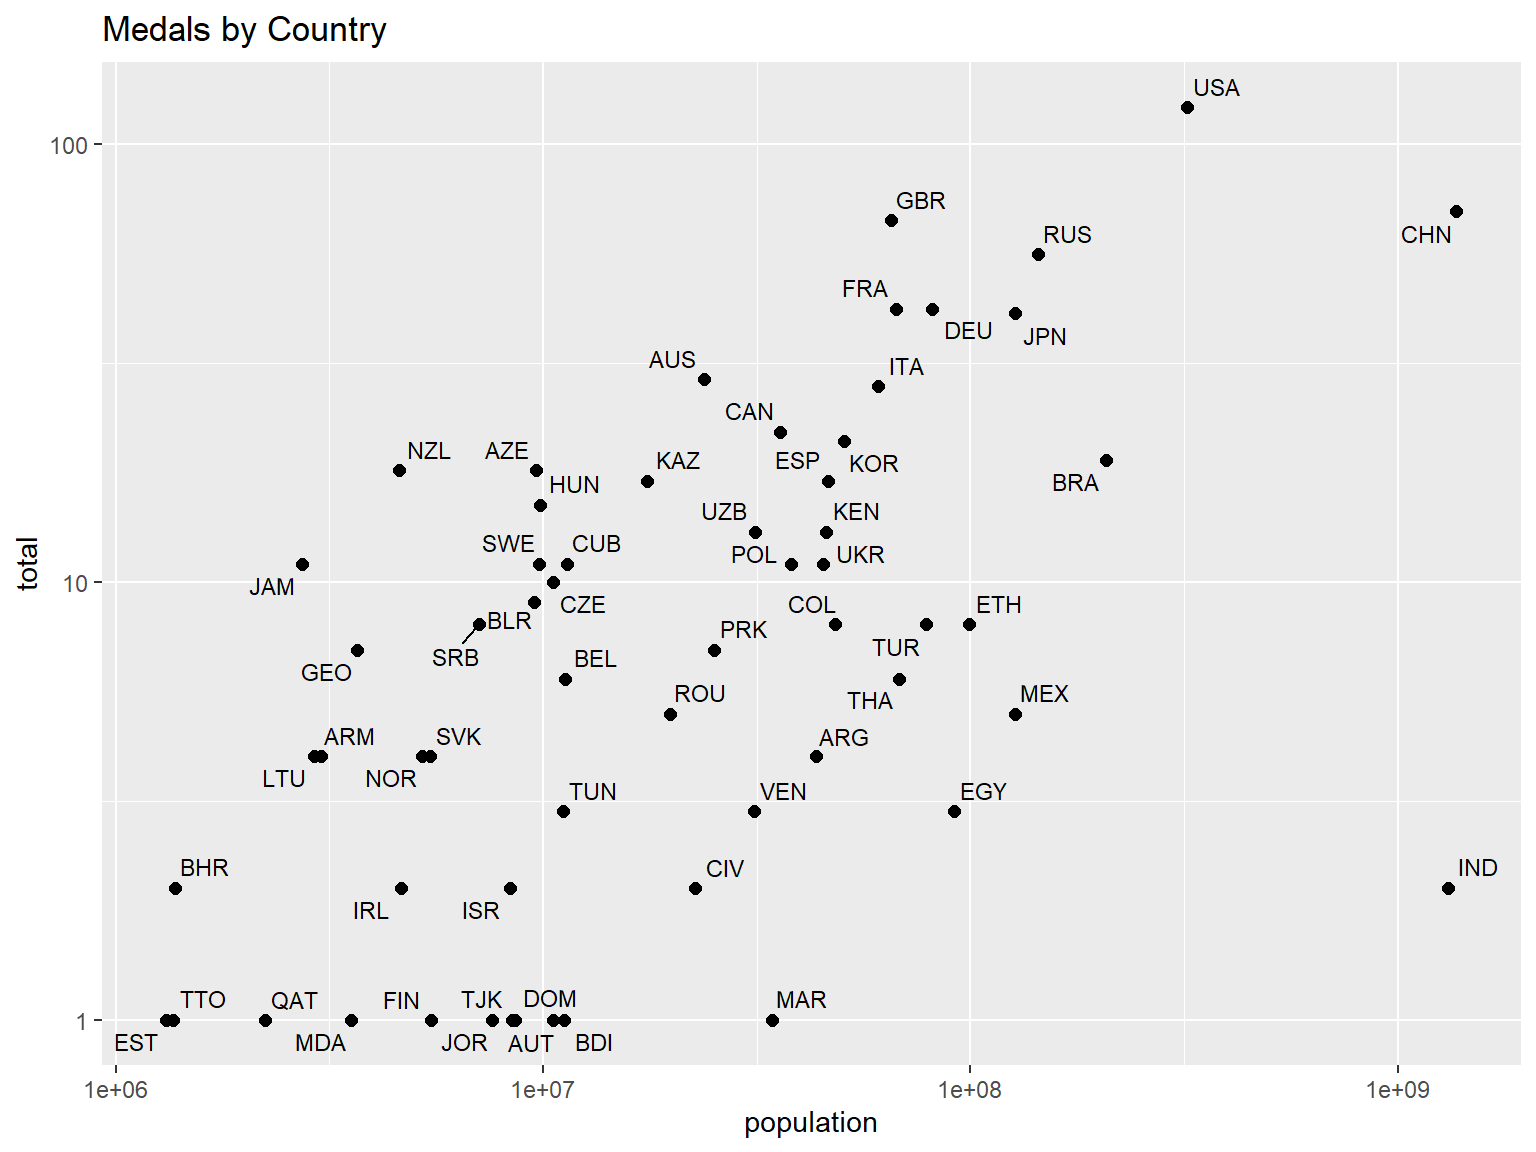 Medals by Country
USA
100
GBR
RUS
CHN
FRA
DEU
JPN
AUS
ITA
CAN
NZL
AZE
KAZ
ESP
KOR
BRA
HUN
UZB
KEN
SWE
CUB
POL
UKR
total
JAM
10
BLR
CZE
COL
ETH
SRB
PRK
TUR
GEO
BEL
ROU
THA
MEX
ARM
SVK
ARG
LTU
NOR
TUN
VEN
EGY
BHR
CIV
IND
IRL
ISR
TTO
QAT
FIN
TJK
DOM
MAR
1
EST
MDA
JOR
AUT
BDI
1e+06
1e+07
1e+08
1e+09
population